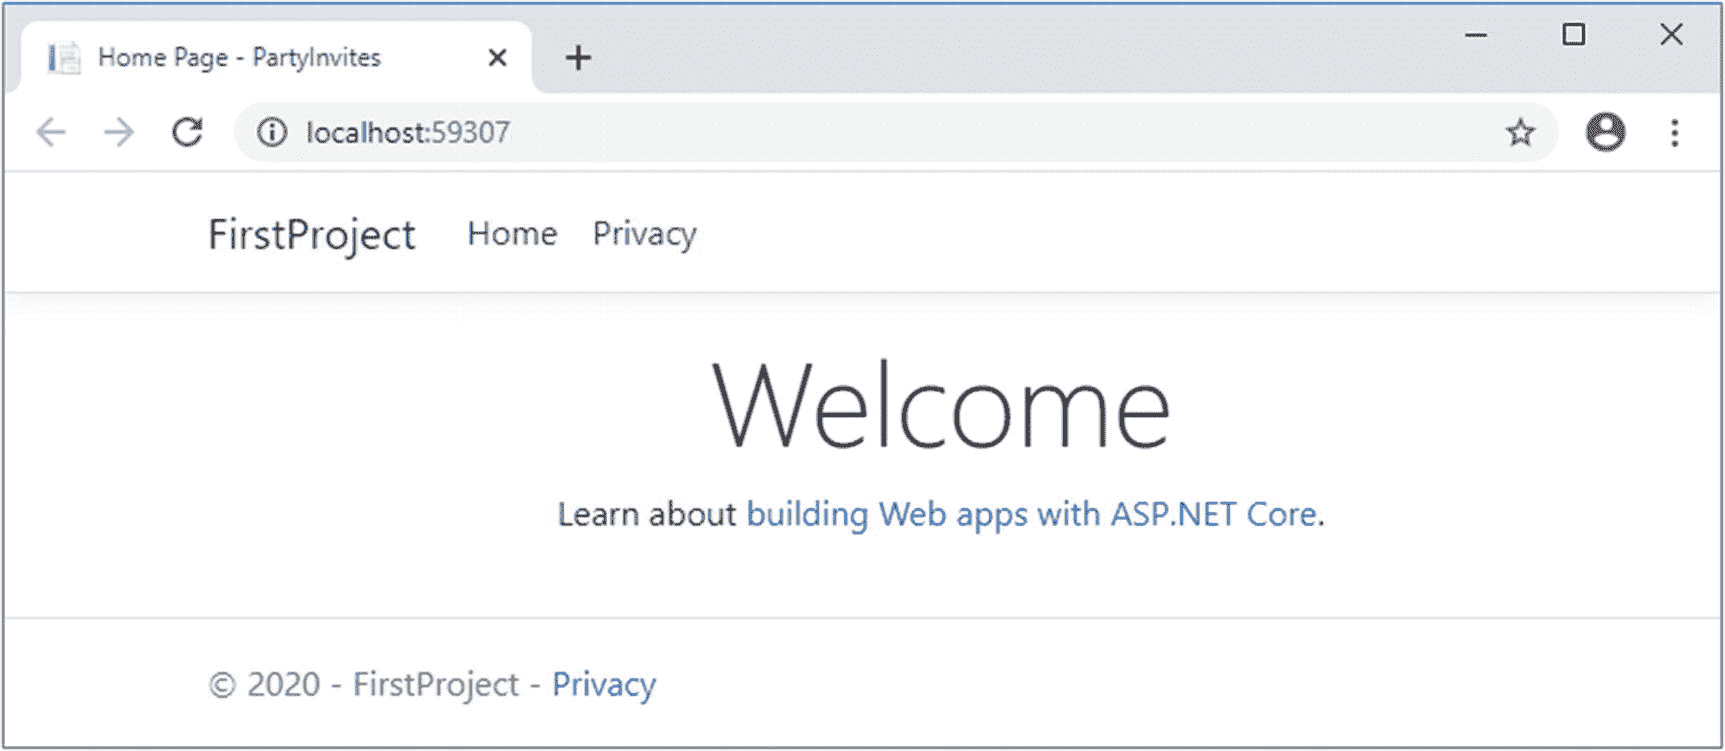 Home Page - PartyInvites
localhost:59307
FirstProject Home Privacy
Welcome
Learn about building Web apps with ASP.NET Core.
© 2020 - FirstProject - Privacy